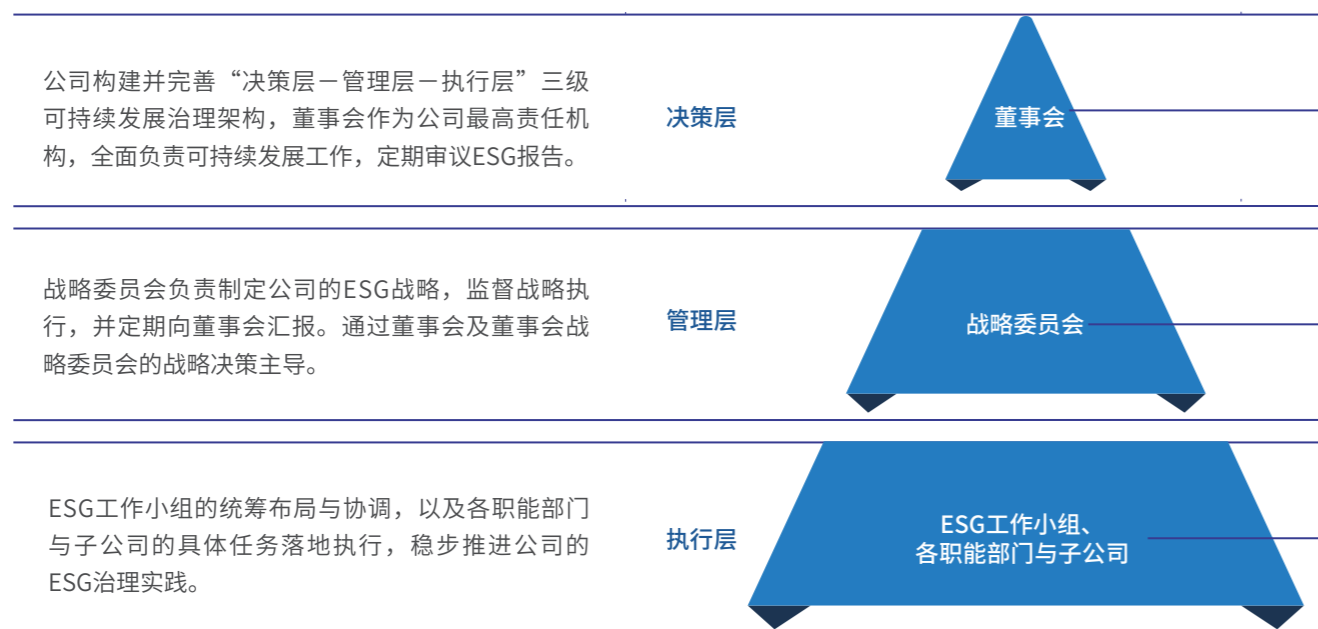 公司构建并完善“决策层－管理层－执行层”三级
可持续发展治理架构，董事会作为公司最高责任机
构，全面负责可持续发展工作，定期审议ESG报告。
决策层
董事会
战略委员会负责制定公司的ESG战略，监督战略执
行，并定期向董事会汇报。通过董事会及董事会战
略委员会的战略决策主导。
管理层
战略委员会
ESG工作小组的统筹布局与协调，以及各职能部门
与子公司的具体任务落地执行，稳步推进公司的
ESG治理实践。
执行层
ESG工作小组、
各职能部门与子公司